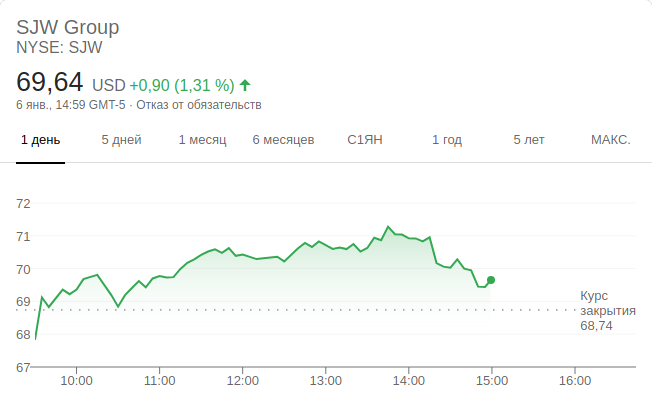 SJW Group
NYSE: SJW
69,64 USD +0,90 (1,31 %)
6 янв., 14:59 GMT-5 · Отказ от обязательств
1 день 5 дней 1 месяц 6 месяцев С1ЯН 1 год 5 лет МАКС.
72
71
70
69
68
67
Курс
закрытия
68,74
10:00 11:00 12:00 13:00 14:00 15:00 16:00